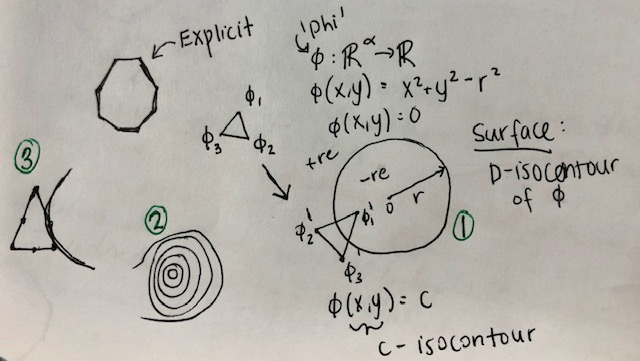 Explicit
'phi'
ϕ : ℝ^α → ℝ
ϕ(x,y) = x² + y² - r²
ϕ(x,y) = 0
ϕ₁
ϕ₃ ϕ₂
+re
-re
Surface:
D-isocontour
of ϕ
③
②
①
0 r
ϕ₁'
ϕ₂'
ϕ₃
ϕ(x,y) = c
c - isocontour